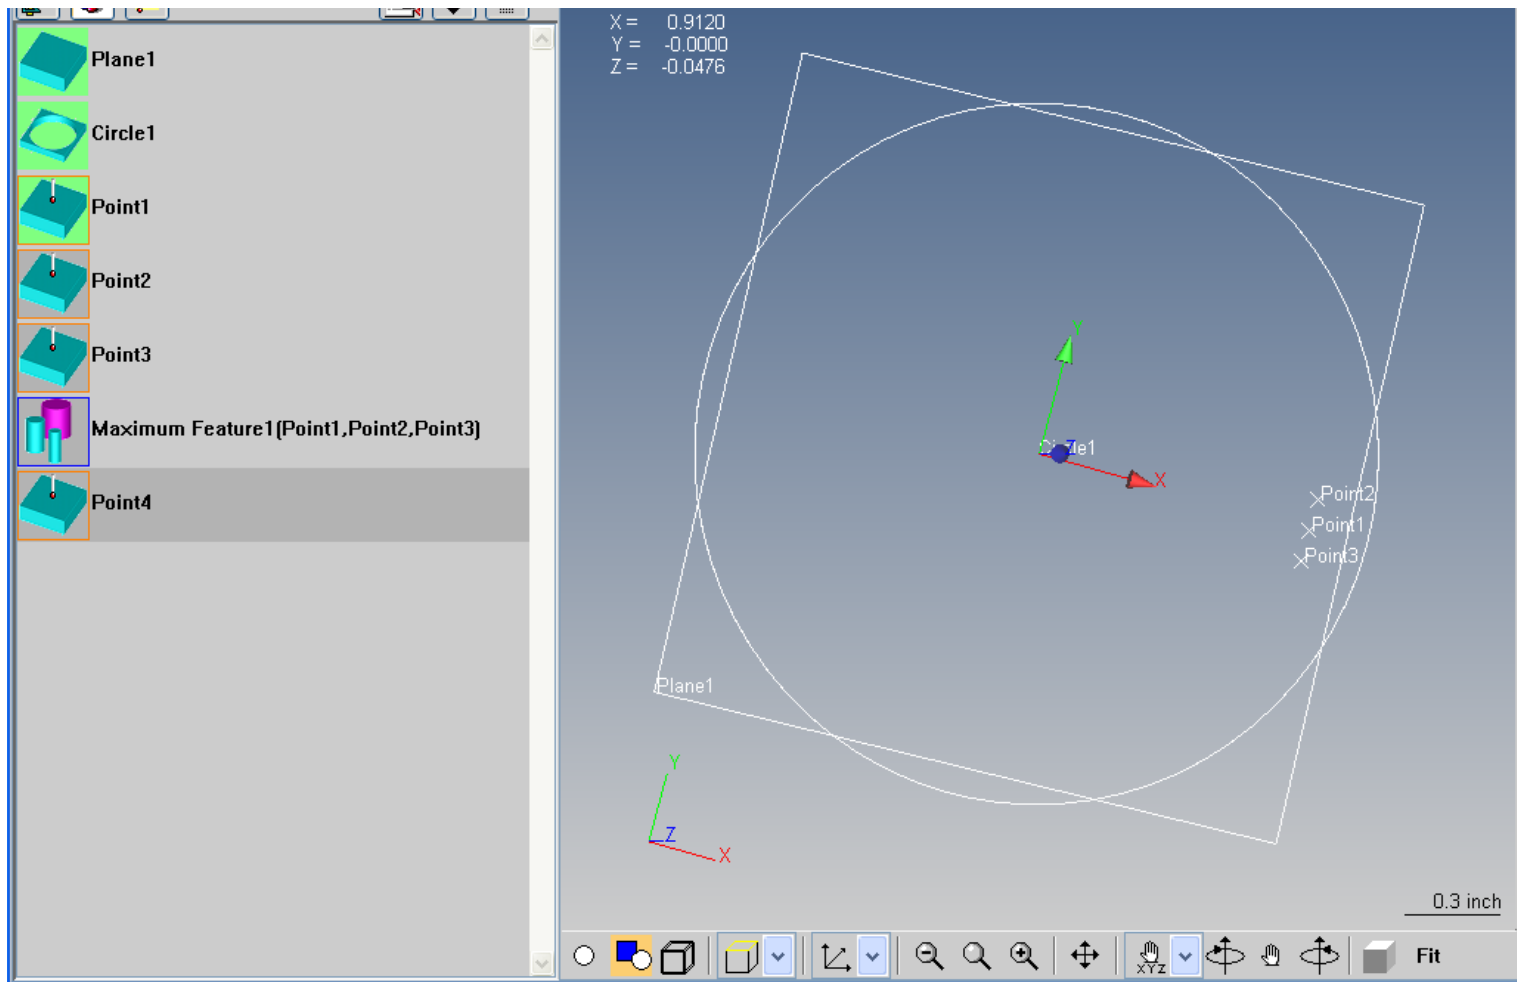 Plane1
Circle1
Point1
Point2
Point3
Maximum Feature1(Point1,Point2,Point3)
Point4
X = 0.9120
Y = -0.0000
Z = -0.0476
Y
Z
X
Point2
Point1
Point3
Plane1
Y
Z
X
0.3 inch
XYZ
Fit